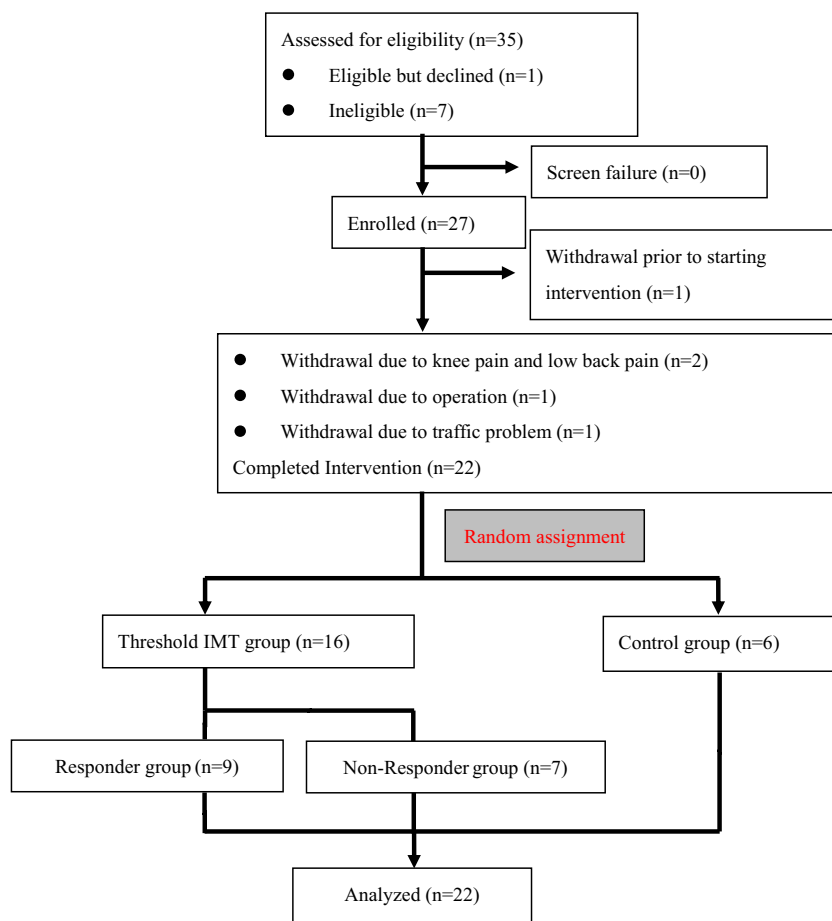 Assessed for eligibility (n=35)
● Eligible but declined (n=1)
● Ineligible (n=7)
Screen failure (n=0)
Enrolled (n=27)
Withdrawal prior to starting
intervention (n=1)
● Withdrawal due to knee pain and low back pain (n=2)
● Withdrawal due to operation (n=1)
● Withdrawal due to traffic problem (n=1)
Completed Intervention (n=22)
Random assignment
Threshold IMT group (n=16)
Control group (n=6)
Responder group (n=9)
Non-Responder group (n=7)
Analyzed (n=22)